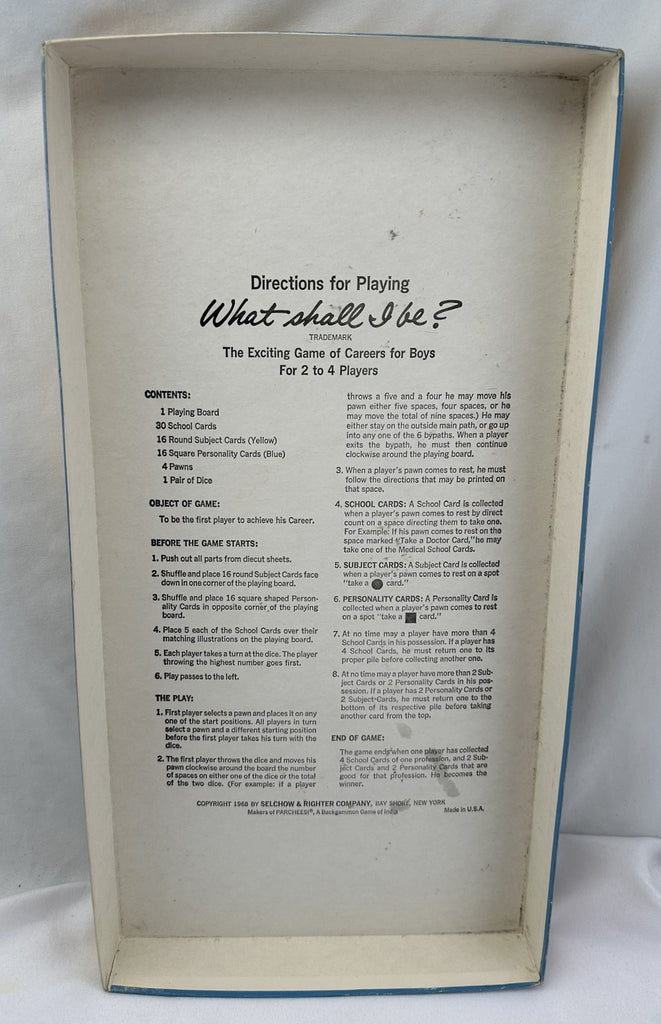 Directions for Playing
What shall I be?
TRADEMARK
The Exciting Game of Careers for Boys
For 2 to 4 Players
CONTENTS:
1 Playing Board
30 School Cards
16 Round Subject Cards (Yellow)
16 Square Personality Cards (Blue)
4 Pawns
1 Pair of Dice
OBJECT OF GAME:
To be the first player to achieve his Career.
BEFORE THE GAME STARTS:
1. Push out all parts from diecut sheets.
2. Shuffle and place 16 round Subject Cards face
down in one corner of the playing board.
3. Shuffle and place 16 square shaped Person-
ality Cards in opposite corner of the playing
board.
4. Place 5 each of the School Cards over their
matching illustrations on the playing board.
5. Each player takes a turn at the dice. The player
throwing the highest number goes first.
6. Play passes to the left.
THE PLAY:
1. First player selects a pawn and places it on any
one of the start positions. All players in turn
select a pawn and a different starting position
before the first player takes his turn with the
dice.
2. The first player throws the dice and moves his
pawn clockwise around the board the number
of spaces on either one of the dice or the total
of the two dice. (For example: if a player
throws a five and a four he may move his
pawn either five spaces, four spaces, or he
may move the total of nine spaces.) He may
either stay on the outside main path, or go up
into any one of the 6 bypaths. When a player
exits the bypath, he must then continue
clockwise around the playing board.
3. When a player's pawn comes to rest, he must
follow the directions that may be printed on
that space.
4. SCHOOL CARDS: A School Card is collected
when a player's pawn comes to rest by direct
count on a space directing them to take one.
For Example: If his pawn comes to rest on the
space marked "Take a Doctor Card," he may
take one of the Medical School Cards.
5. SUBJECT CARDS: A Subject Card is collected
when a player's pawn comes to rest on a spot
"take a ● card."
6. PERSONALITY CARDS: A Personality Card is
collected when a player's pawn comes to rest
on a spot "take a ■ card."
7. At no time may a player have more than 4
School Cards in his possession. If a player has
4 School Cards, he must return one to its
proper pile before collecting another one.
8. At no time may a player have more than 2 Sub-
ject Cards or 2 Personality Cards in his pos-
session. If a player has 2 Personality Cards or
2 Subject Cards, he must return one to the
bottom of its respective pile before taking
another card from the top.
END OF GAME:
The game ends when one player has collected
4 School Cards of one profession, and 2 Sub-
ject Cards and 2 Personality Cards that are
good for that profession. He becomes the
winner.
COPYRIGHT 1968 BY SELCHOW & RIGHTER COMPANY, BAY SHORE, NEW YORK
Makers of PARCHEESI®, A Backgammon Game of India
Made in U.S.A.